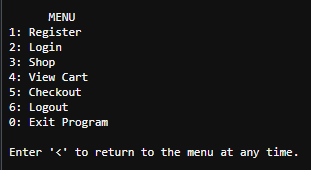 MENU
1: Register
2: Login
3: Shop
4: View Cart
5: Checkout
6: Logout
0: Exit Program
Enter '<' to return to the menu at any time.